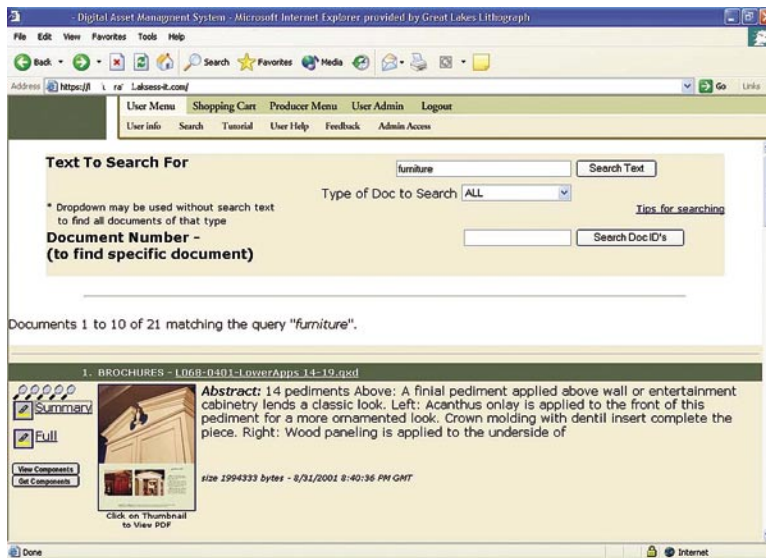 - Digital Asset Managment System - Microsoft Internet Explorer provided by Great Lakes Lithograph
File Edit View Favorites Tools Help
Back Search Favorites Media
Address https:// Laksess-it.com/ Go Links
User Menu Shopping Cart Producer Menu User Admin Logout
User info Search Tutorial User Help Feedback Admin Access
Text To Search For furniture Search Text
Type of Doc to Search ALL
* Dropdown may be used without search text
to find all documents of that type
Tips for searching
Document Number -
(to find specific document)
Search Doc ID's
Documents 1 to 10 of 21 matching the query "furniture".
1. BROCHURES - L068-0401-LowerApps 14-19.qxd
Summary
Full
View Components
Get Components
Click on Thumbnail
to View PDF
Abstract: 14 pediments Above: A finial pediment applied above wall or entertainment
cabinetry lends a classic look. Left: Acanthus onlay is applied to the front of this
pediment for a more ornamented look. Crown molding with dentil insert complete the
piece. Right: Wood paneling is applied to the underside of
size 1994333 bytes - 8/31/2001 8:40:36 PM GMT
Done Internet